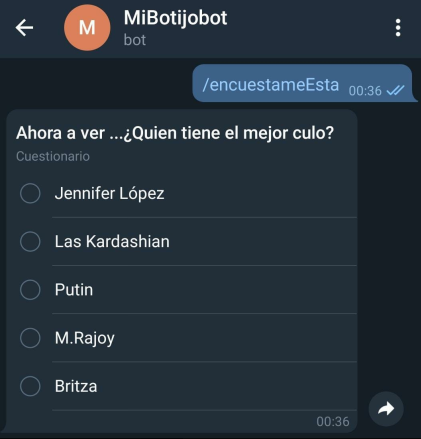 MiBotijobot
M
bot
/encuestameEsta 00:36
Ahora a ver ...¿Quien tiene el mejor culo?
Cuestionario
Jennifer López
Las Kardashian
Putin
M.Rajoy
Britza
00:36